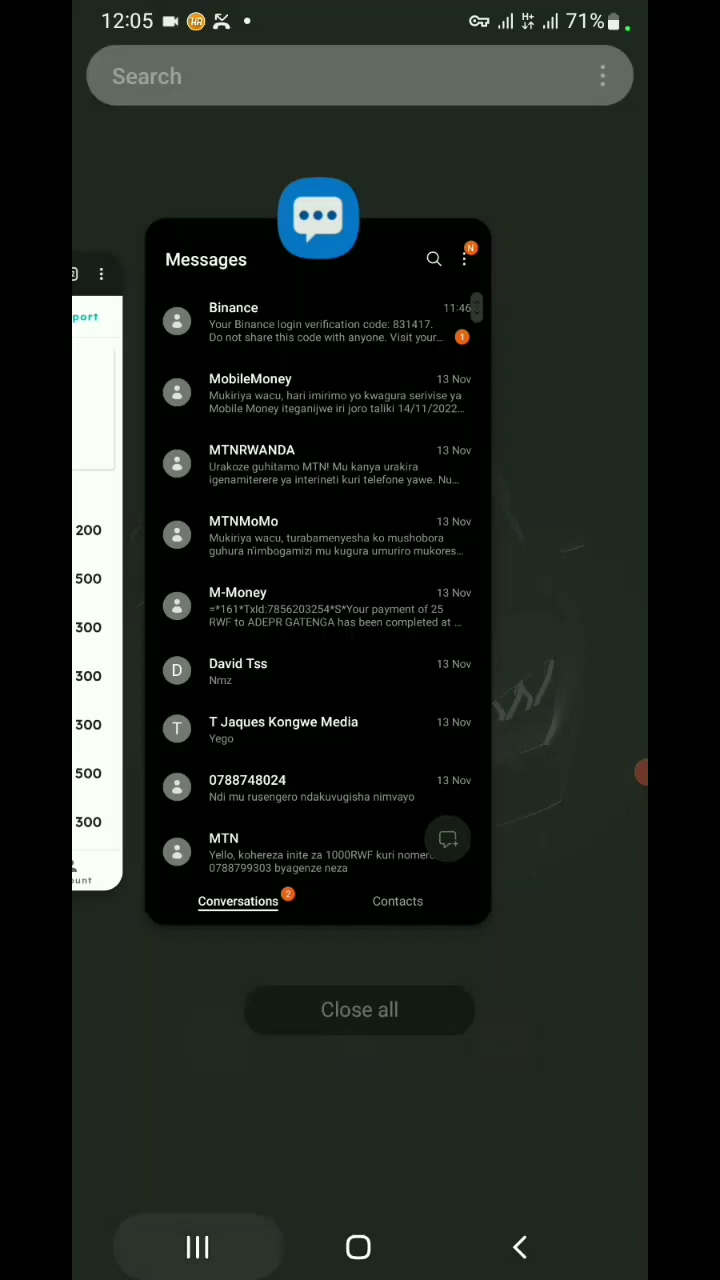 12:05
71%
Search
Messages
N
Binance
11:46
Your Binance login verification code: 831417.
Do not share this code with anyone. Visit your...
1
MobileMoney
13 Nov
Mukiriya wacu, hari imirimo yo kwagura serivise ya
Mobile Money iteganijwe iri joro taliki 14/11/2022...
MTNRWANDA
13 Nov
Urakoze guhitamo MTN! Mu kanya urakira
igenamiterere ya interineti kuri telefone yawe. Nu...
MTNMoMo
13 Nov
Mukiriya wacu, turabamenyesha ko mushobora
guhura n'imbogamizi mu kugura umuriro mukores...
M-Money
13 Nov
=*161*TxId:7856203254*S*Your payment of 25
RWF to ADEPR GATENGA has been completed at ...
D
David Tss
13 Nov
Nmz
T
T Jaques Kongwe Media
13 Nov
Yego
0788748024
13 Nov
Ndi mu rusengero ndakuvugisha nimvayo
MTN
Yello, kohereza inite za 1000RWF kuri nomero
0788799303 byagenze neza
Conversations
2
Contacts
port
200
500
300
300
300
500
300
ount
Close all